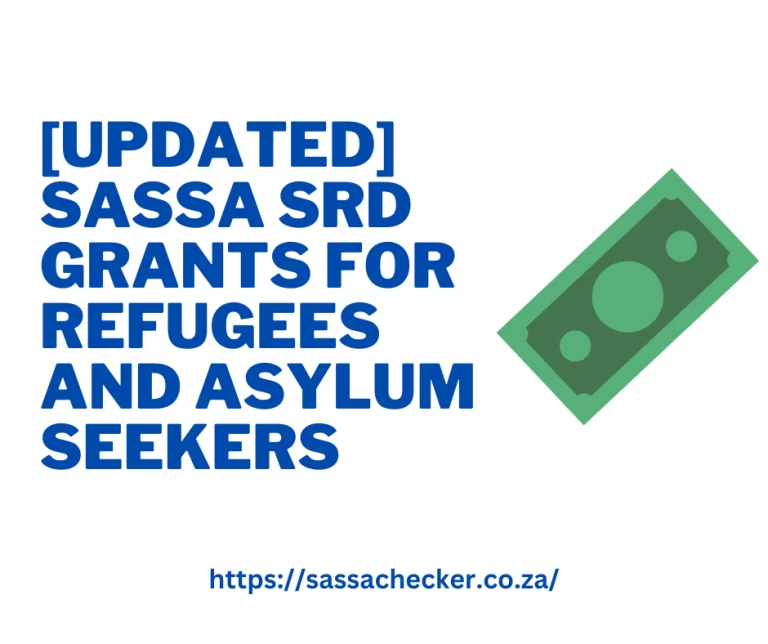 [UPDATED]
SASSA SRD
GRANTS FOR
REFUGEES
AND ASYLUM
SEEKERS
https://sassachecker.co.za/